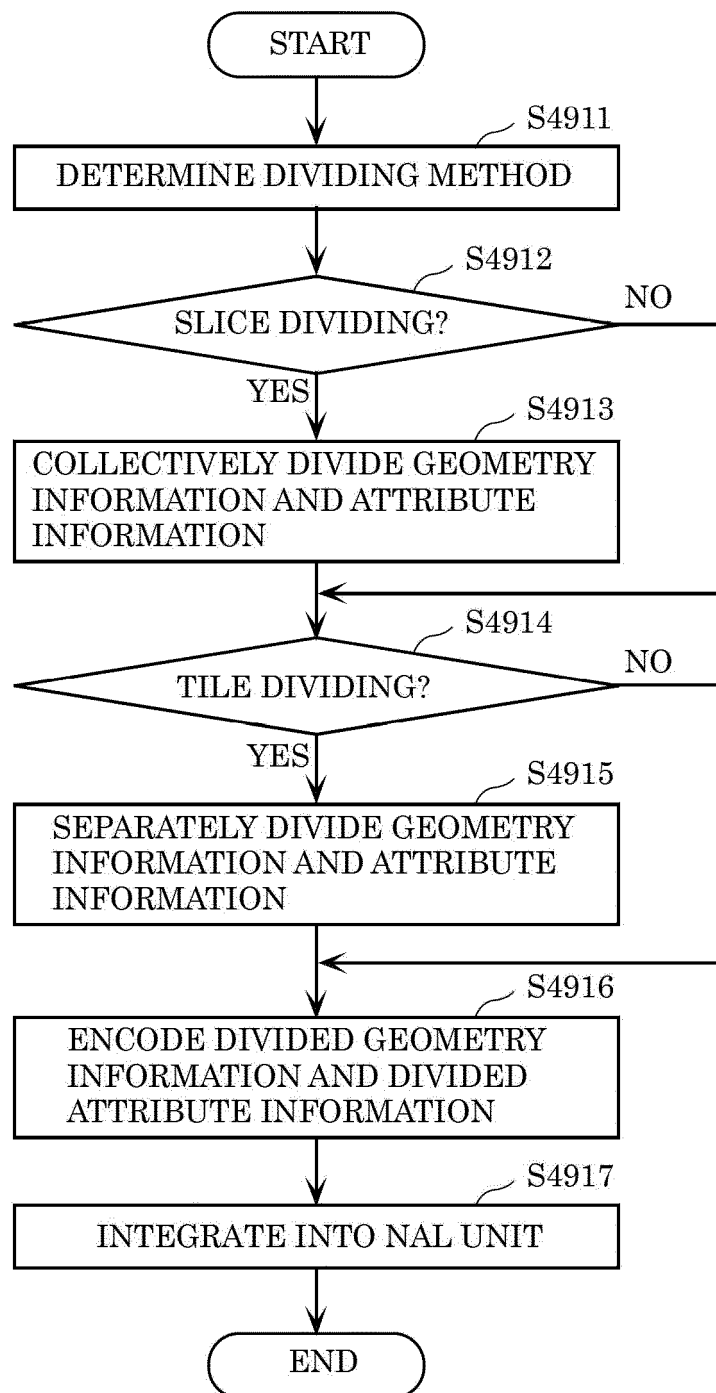 START
S4911
DETERMINE DIVIDING METHOD
S4912
SLICE DIVIDING?
NO
YES
S4913
COLLECTIVELY DIVIDE GEOMETRY
INFORMATION AND ATTRIBUTE
INFORMATION
S4914
TILE DIVIDING?
NO
YES
S4915
SEPARATELY DIVIDE GEOMETRY
INFORMATION AND ATTRIBUTE
INFORMATION
S4916
ENCODE DIVIDED GEOMETRY
INFORMATION AND DIVIDED
ATTRIBUTE INFORMATION
S4917
INTEGRATE INTO NAL UNIT
END